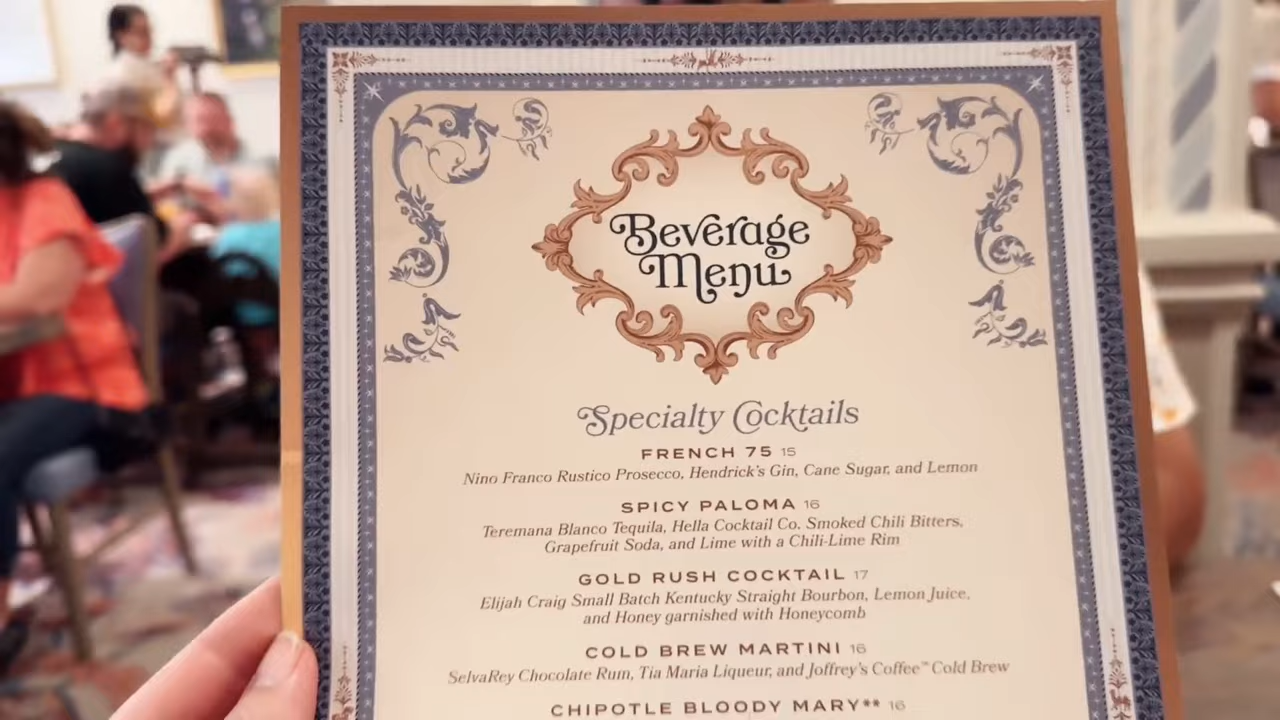 Beverage
Menu
Specialty Cocktails
FRENCH 75 15
Nino Franco Rustico Prosecco, Hendrick's Gin, Cane Sugar, and Lemon
SPICY PALOMA 16
Teremana Blanco Tequila, Hella Cocktail Co. Smoked Chili Bitters,
Grapefruit Soda, and Lime with a Chili-Lime Rim
GOLD RUSH COCKTAIL 17
Elijah Craig Small Batch Kentucky Straight Bourbon, Lemon Juice,
and Honey garnished with Honeycomb
COLD BREW MARTINI 16
SelvaRey Chocolate Rum, Tia Maria Liqueur, and Joffrey's Coffee™ Cold Brew
CHIPOTLE BLOODY MARY** 16